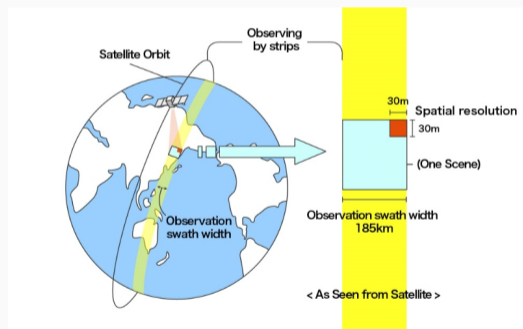 Observing
by strips
Satellite Orbit
30m
Spatial resolution
30m
(One Scene)
Observation
swath width
Observation swath width
185km
< As Seen from Satellite >